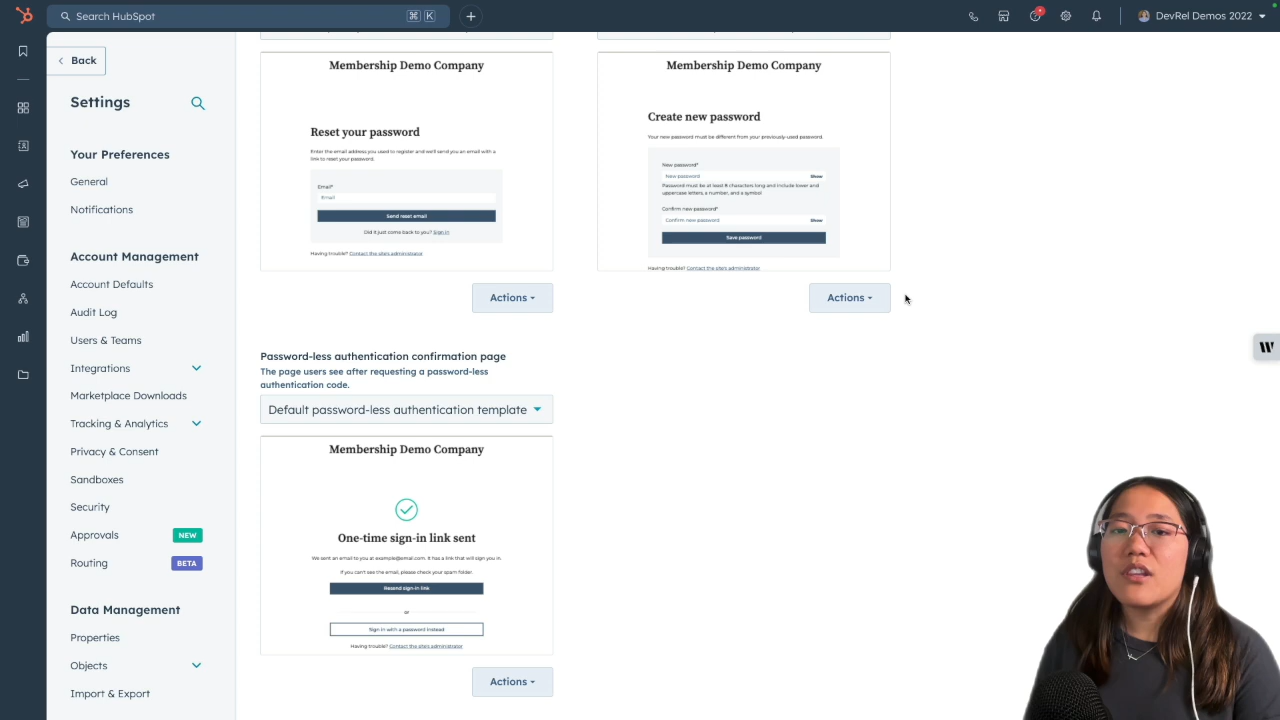 Search HubSpot
⌘ K
DevRel Demos 2022
Back
Settings
Your Preferences
General
Notifications
Account Management
Account Defaults
Audit Log
Users & Teams
Integrations
Marketplace Downloads
Tracking & Analytics
Privacy & Consent
Sandboxes
Security
Approvals NEW
Routing BETA
Data Management
Properties
Objects
Import & Export
Membership Demo Company
Reset your password
Enter the email address you used to register and we'll send you an email with a
link to reset your password.
Email*
Email
Send reset email
Did it just come back to you? Sign in
Having trouble? Contact the site's administrator
Actions
Membership Demo Company
Create new password
Your new password must be different from your previously-used password.
New password*
New password Show
Password must be at least 8 characters long and include lower and
uppercase letters, a number, and a symbol
Confirm new password*
Confirm new password Show
Save password
Having trouble? Contact the site's administrator
Actions
Password-less authentication confirmation page
The page users see after requesting a password-less
authentication code.
Default password-less authentication template
Membership Demo Company
One-time sign-in link sent
We sent an email to you at example@email.com. It has a link that will sign you in.
If you can't see the email, please check your spam folder.
Resend sign-in link
or
Sign in with a password instead
Having trouble? Contact the site's administrator
Actions
W